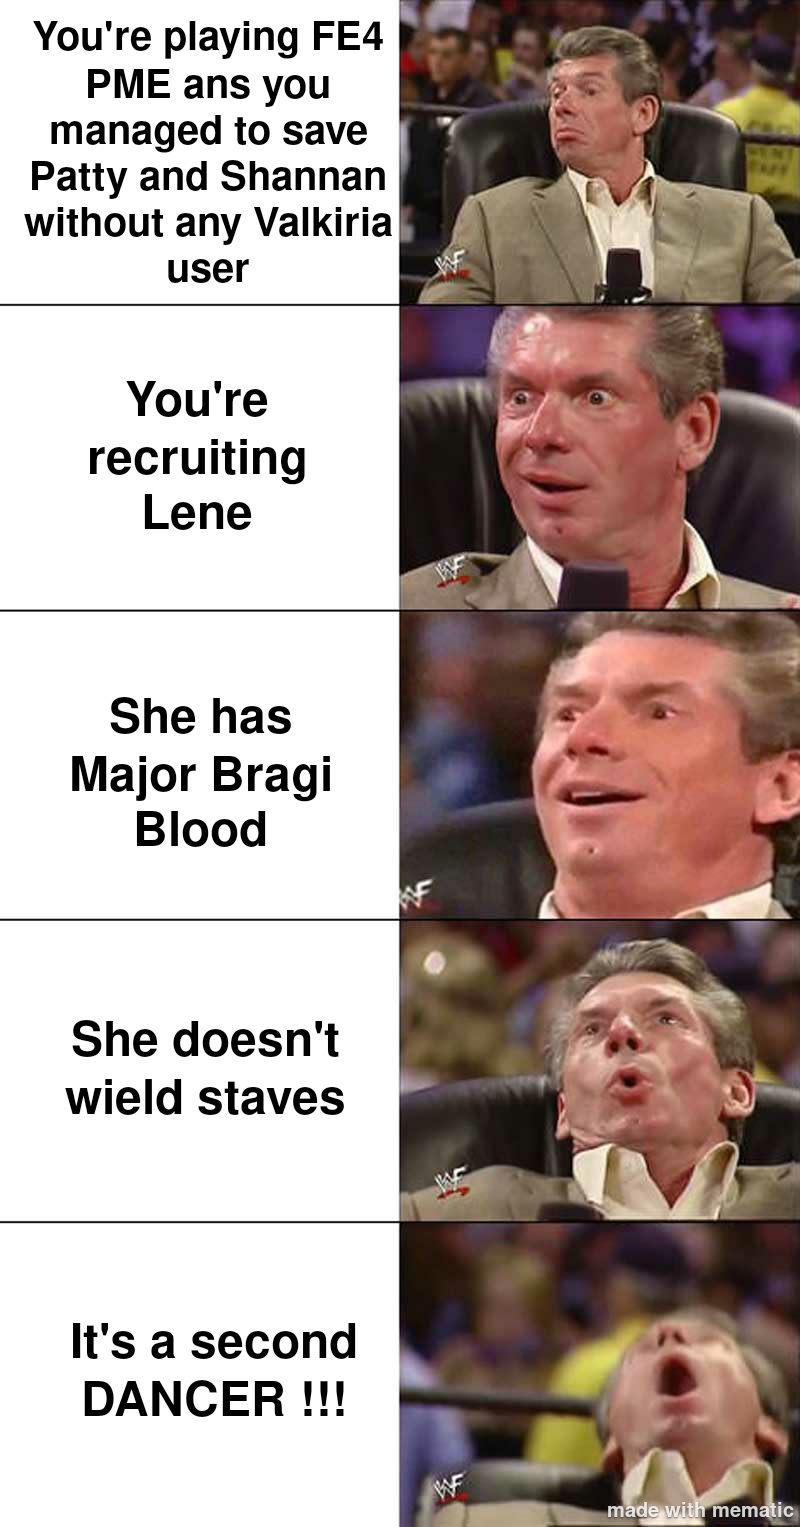 You're playing FE4
PME ans you
managed to save
Patty and Shannan
without any Valkiria
user
You're
recruiting
Lene
She has
Major Bragi
Blood
She doesn't
wield staves
It's a second
DANCER !!!
made with mematic